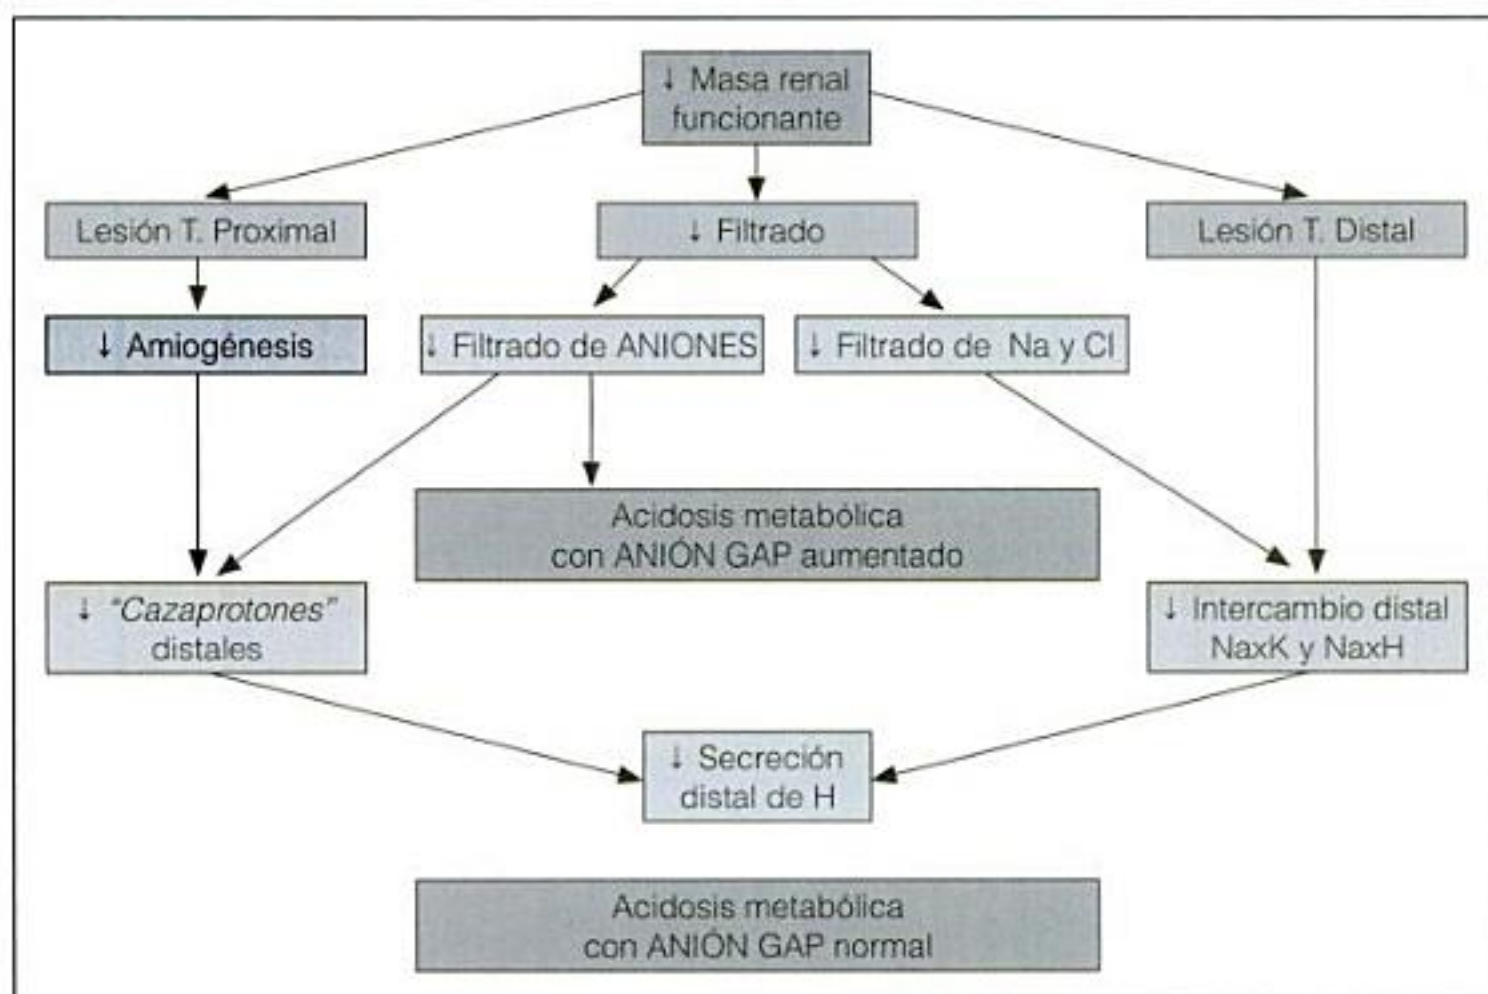 ↓ Masa renal
funcionante
Lesión T. Proximal
↓ Filtrado
Lesión T. Distal
↓ Amiogénesis
↓ Filtrado de ANIONES
↓ Filtrado de Na y Cl
Acidosis metabólica
con ANIÓN GAP aumentado
↓ "Cazaprotones"
distales
↓ Intercambio distal
NaxK y NaxH
↓ Secreción
distal de H
Acidosis metabólica
con ANIÓN GAP normal